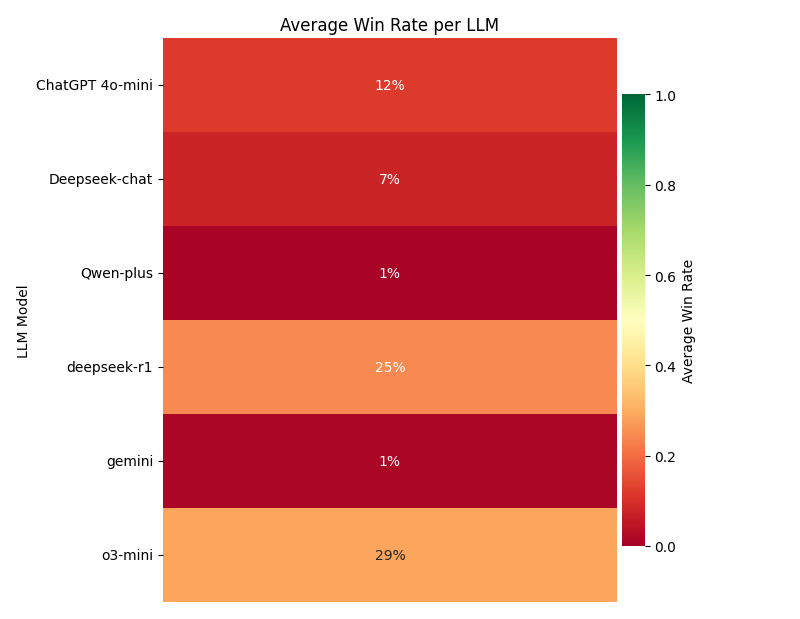 Average Win Rate per LLM
LLM Model
ChatGPT 4o-mini
12%
Deepseek-chat
7%
Qwen-plus
1%
deepseek-r1
25%
gemini
1%
o3-mini
29%
1.0
0.8
0.6
0.4
0.2
0.0
Average Win Rate